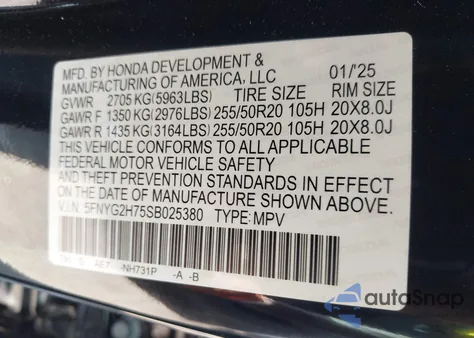 MFD. BY HONDA DEVELOPMENT &
MANUFACTURING OF AMERICA, LLC 01/'25
GVWR 2705 KG(5963LBS) TIRE SIZE RIM SIZE
GAWR F 1350 KG(2976LBS) 255/50R20 105H 20X8.0J
GAWR R 1435 KG(3164LBS) 255/50R20 105H 20X8.0J
THIS VEHICLE CONFORMS TO ALL APPLICABLE
FEDERAL MOTOR VEHICLE SAFETY
AND THEFT PREVENTION STANDARDS IN EFFECT
ON THE DATE OF MANUFACTURE SHOWN ABOVE.
V.I.N: 5FNYG2H75SB025380 TYPE: MPV
NH731P -A -B
autoSnap